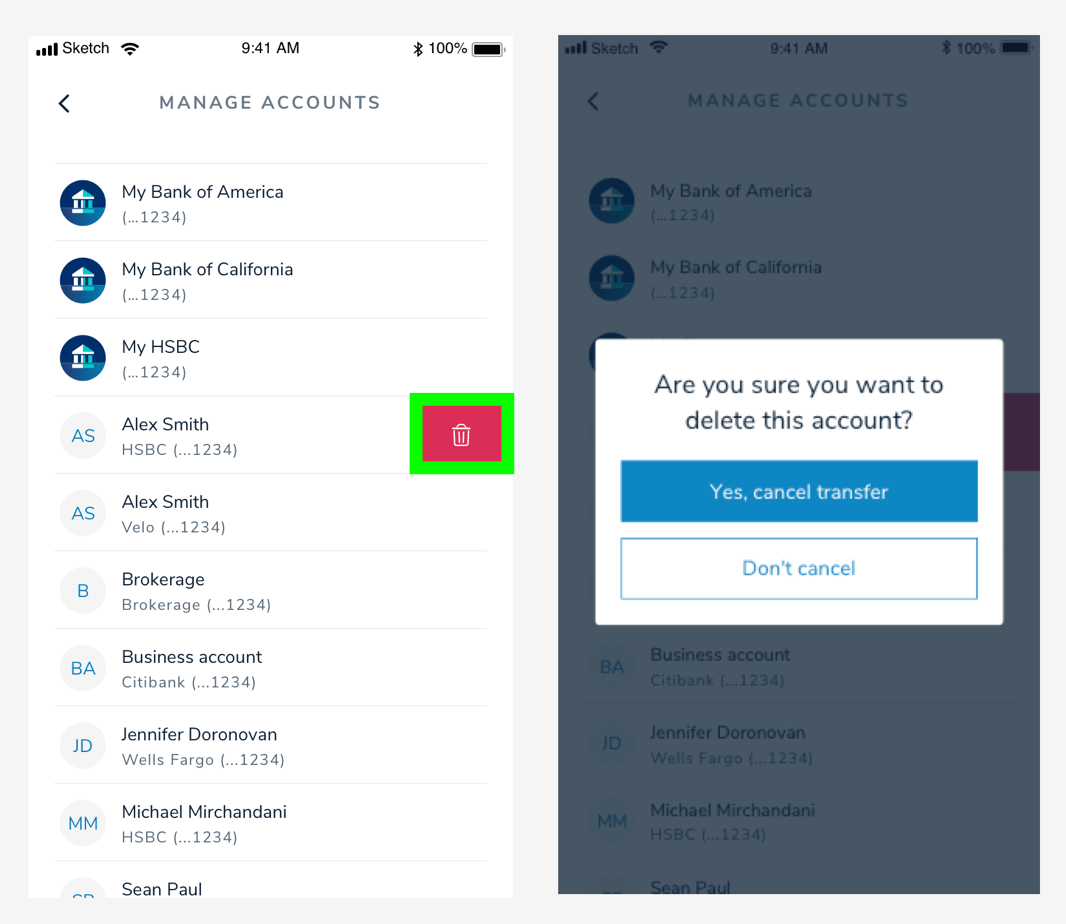 Sketch 9:41 AM 100%
MANAGE ACCOUNTS
My Bank of America
(...1234)
My Bank of California
(...1234)
My HSBC
(...1234)
AS
Alex Smith
HSBC (...1234)
AS
Alex Smith
Velo (...1234)
B
Brokerage
Brokerage (...1234)
BA
Business account
Citibank (...1234)
JD
Jennifer Doronovan
Wells Fargo (...1234)
MM
Michael Mirchandani
HSBC (...1234)
Sean Paul
Sketch 9:41 AM 100%
MANAGE ACCOUNTS
My Bank of America
(...1234)
My Bank of California
(...1234)
Are you sure you want to
delete this account?
Yes, cancel transfer
Don't cancel
BA
Business account
Citibank (...1234)
JD
Jennifer Doronovan
Wells Fargo (...1234)
MM
Michael Mirchandani
HSBC (...1234)
Sean Paul